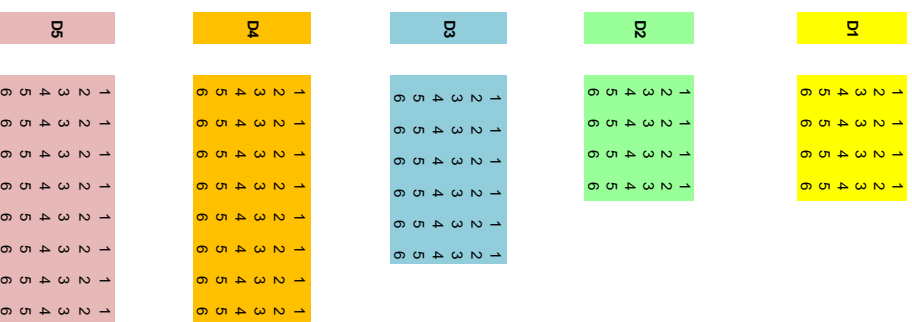 D1
1 1 1 1
2 2 2 2
3 3 3 3
4 4 4 4
5 5 5 5
6 6 6 6
D2
1 1 1 1
2 2 2 2
3 3 3 3
4 4 4 4
5 5 5 5
6 6 6 6
D3
1 1 1 1 1 1
2 2 2 2 2 2
3 3 3 3 3 3
4 4 4 4 4 4
5 5 5 5 5 5
6 6 6 6 6 6
D4
1 1 1 1 1 1 1 1
2 2 2 2 2 2 2 2
3 3 3 3 3 3 3 3
4 4 4 4 4 4 4 4
5 5 5 5 5 5 5 5
6 6 6 6 6 6 6 6
D5
1 1 1 1 1 1 1 1
2 2 2 2 2 2 2 2
3 3 3 3 3 3 3 3
4 4 4 4 4 4 4 4
5 5 5 5 5 5 5 5
6 6 6 6 6 6 6 6